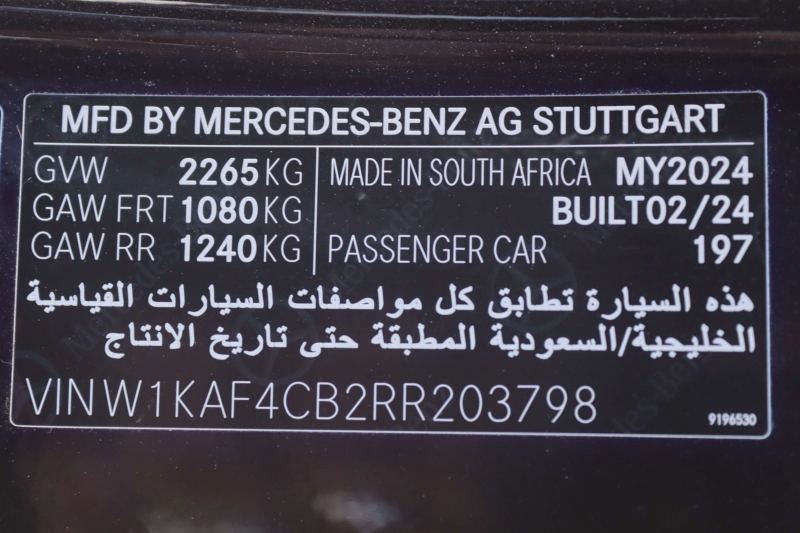 MFD BY MERCEDES-BENZ AG STUTTGART
GVW 2265 KG MADE IN SOUTH AFRICA MY2024
GAW FRT 1080 KG BUILT02/24
GAW RR 1240 KG PASSENGER CAR 197
هذه السيارة تطابق كل مواصفات السيارات القياسية
الخليجية/السعودية المطبقة حتى تاريخ الانتاج
VIN W1KAF4CB2RR203798
9196530